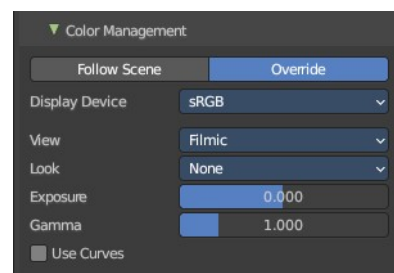 Color Management
Follow Scene Override
Display Device sRGB
View Filmic
Look None
Exposure 0.000
Gamma 1.000
Use Curves